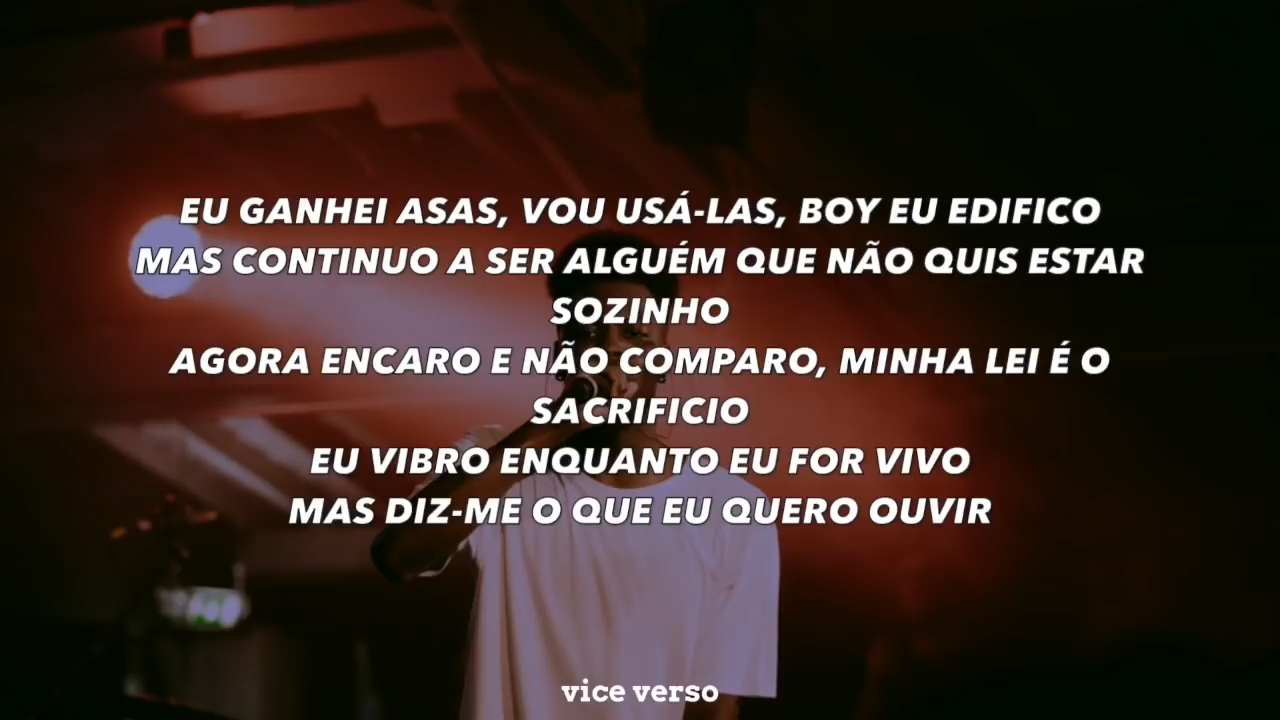 EU GANHEI ASAS, VOU USÁ-LAS, BOY EU EDIFICO
MAS CONTINUO A SER ALGUÉM QUE NÃO QUIS ESTAR
SOZINHO
AGORA ENCARO E NÃO COMPARO, MINHA LEI É O
SACRIFICIO
EU VIBRO ENQUANTO EU FOR VIVO
MAS DIZ-ME O QUE EU QUERO OUVIR
vice verso